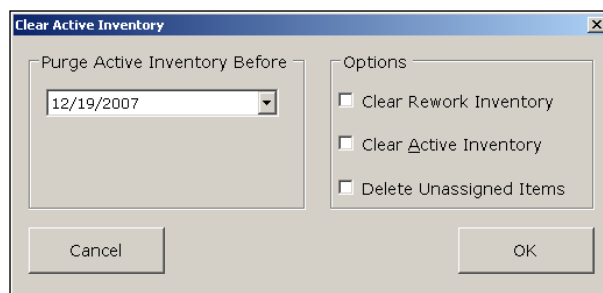 Clear Active Inventory
Purge Active Inventory Before
12/19/2007
Options
Clear Rework Inventory
Clear Active Inventory
Delete Unassigned Items
Cancel
OK